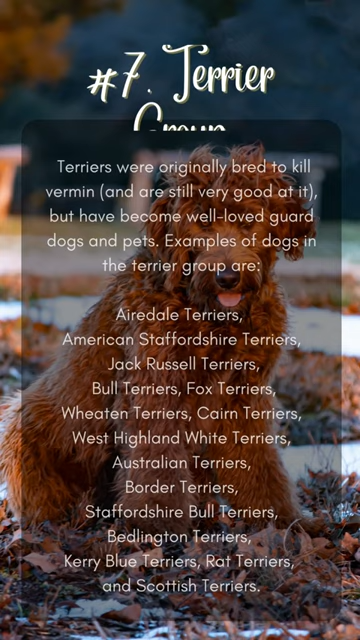 #7. Terrier
Group
Terriers were originally bred to kill
vermin (and are still very good at it),
but have become well-loved guard
dogs and pets. Examples of dogs in
the terrier group are:
Airedale Terriers,
American Staffordshire Terriers,
Jack Russell Terriers,
Bull Terriers, Fox Terriers,
Wheaten Terriers, Cairn Terriers,
West Highland White Terriers,
Australian Terriers,
Border Terriers,
Staffordshire Bull Terriers,
Bedlington Terriers,
Kerry Blue Terriers, Rat Terriers,
and Scottish Terriers.